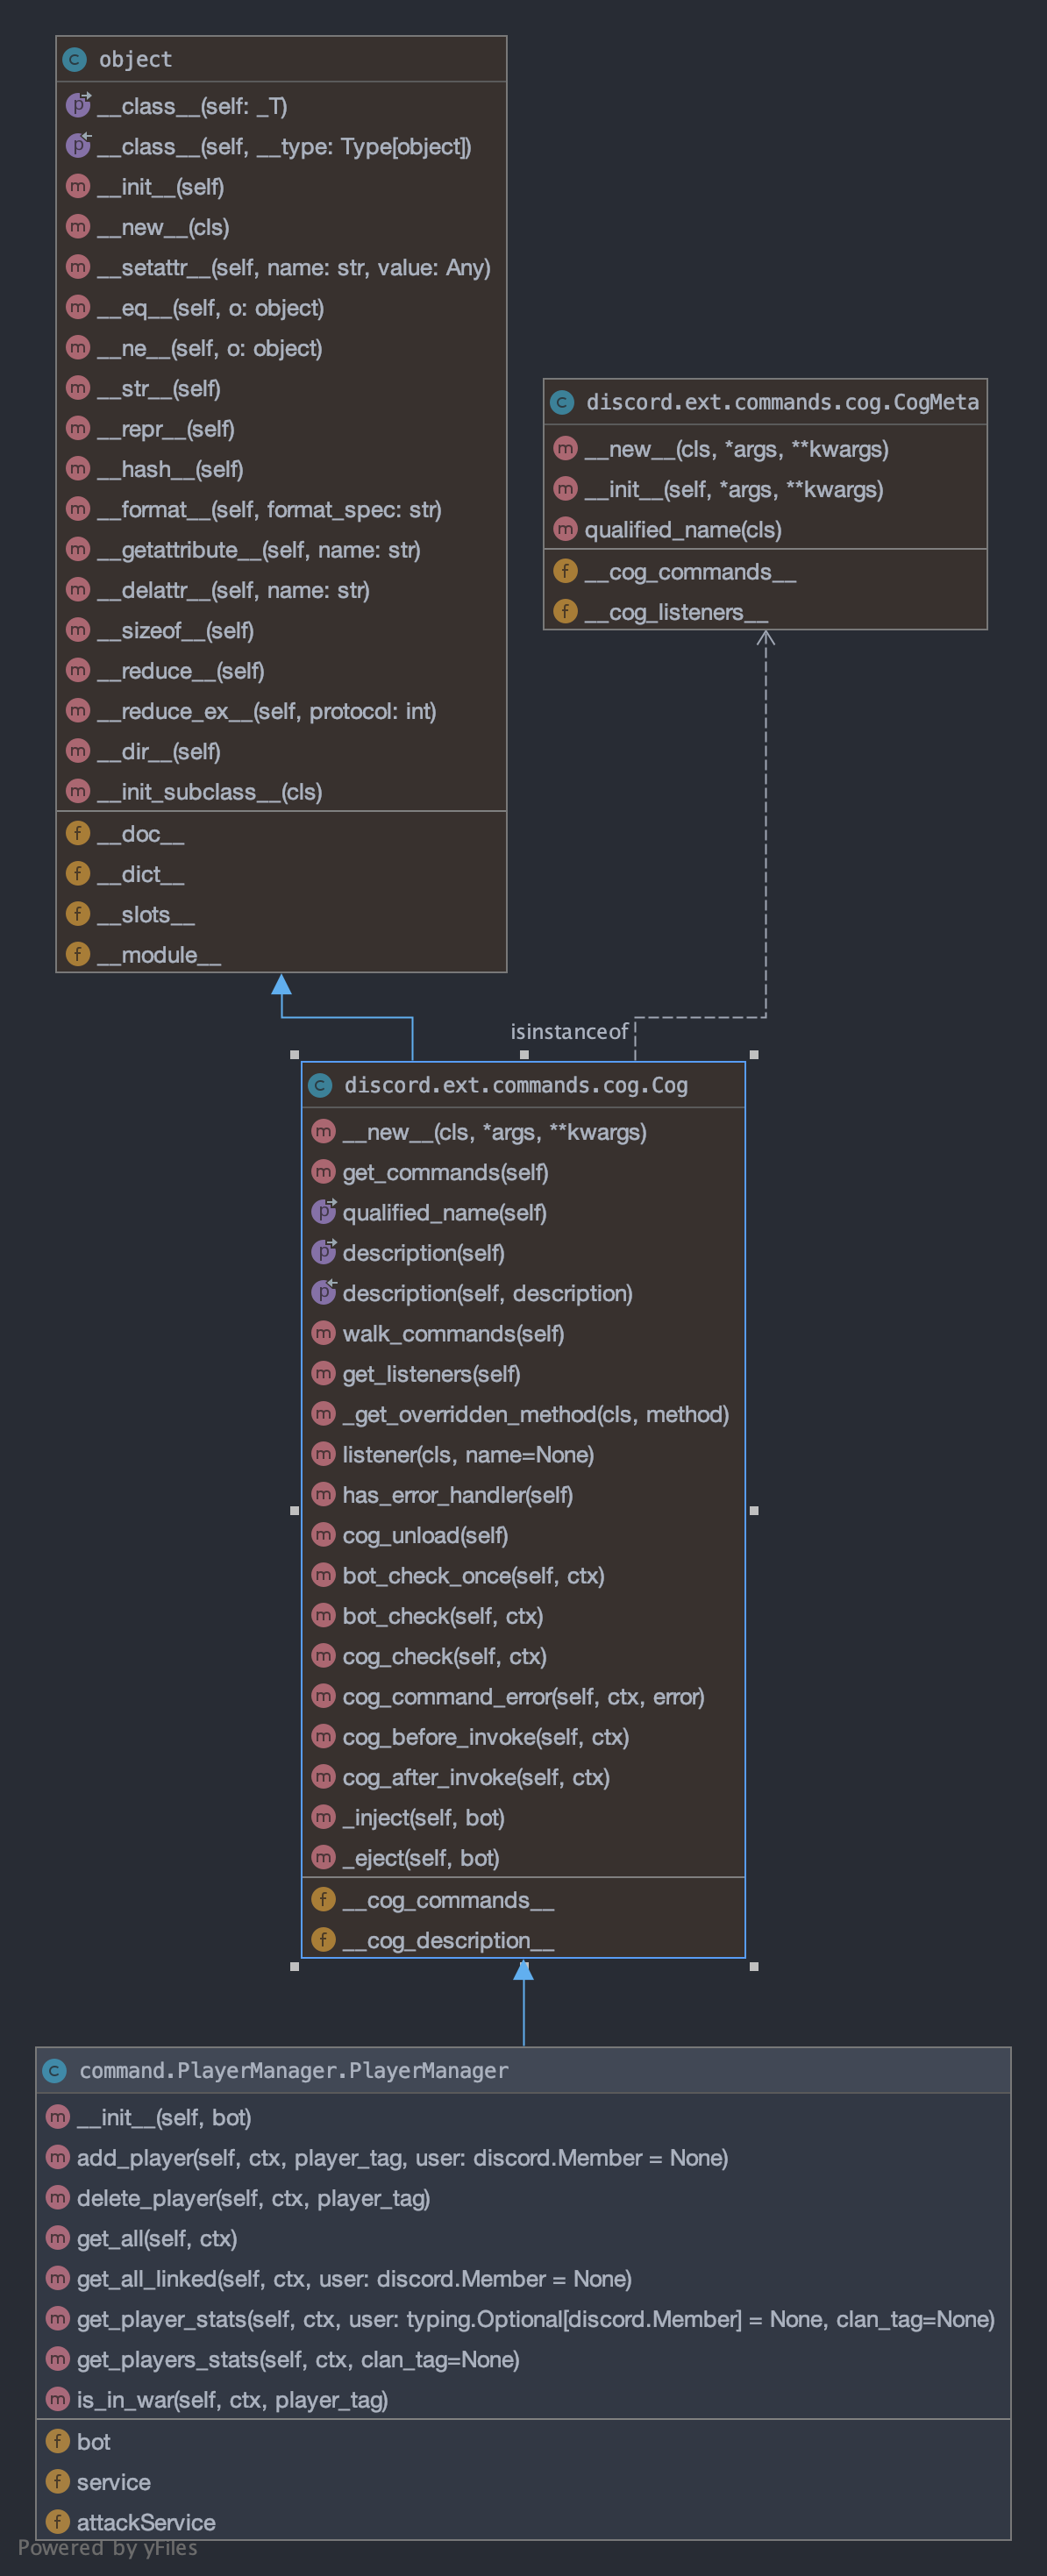 object
__class__(self: _T)
__class__(self, __type: Type[object])
__init__(self)
__new__(cls)
__setattr__(self, name: str, value: Any)
__eq__(self, o: object)
__ne__(self, o: object)
__str__(self)
__repr__(self)
__hash__(self)
__format__(self, format_spec: str)
__getattribute__(self, name: str)
__delattr__(self, name: str)
__sizeof__(self)
__reduce__(self)
__reduce_ex__(self, protocol: int)
__dir__(self)
__init_subclass__(cls)
__doc__
__dict__
__slots__
__module__
discord.ext.commands.cog.CogMeta
__new__(cls, *args, **kwargs)
__init__(self, *args, **kwargs)
qualified_name(cls)
__cog_commands__
__cog_listeners__
isinstanceof
discord.ext.commands.cog.Cog
__new__(cls, *args, **kwargs)
get_commands(self)
qualified_name(self)
description(self)
description(self, description)
walk_commands(self)
get_listeners(self)
_get_overridden_method(cls, method)
listener(cls, name=None)
has_error_handler(self)
cog_unload(self)
bot_check_once(self, ctx)
bot_check(self, ctx)
cog_check(self, ctx)
cog_command_error(self, ctx, error)
cog_before_invoke(self, ctx)
cog_after_invoke(self, ctx)
_inject(self, bot)
_eject(self, bot)
__cog_commands__
__cog_description__
command.PlayerManager.PlayerManager
__init__(self, bot)
add_player(self, ctx, player_tag, user: discord.Member = None)
delete_player(self, ctx, player_tag)
get_all(self, ctx)
get_all_linked(self, ctx, user: discord.Member = None)
get_player_stats(self, ctx, user: typing.Optional[discord.Member] = None, clan_tag=None)
get_players_stats(self, ctx, clan_tag=None)
is_in_war(self, ctx, player_tag)
bot
service
attackService
Powered by yFiles